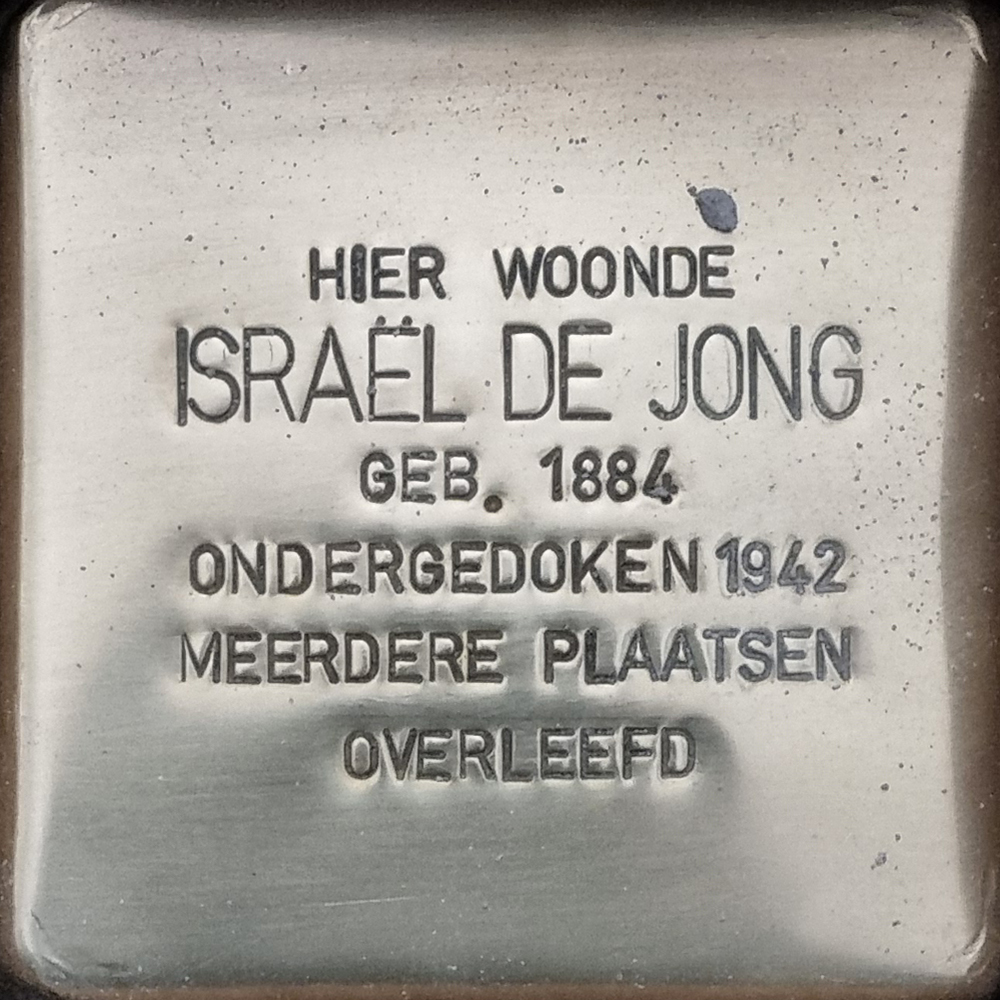 HIER WOONDE
ISRAËL DE JONG
GEB. 1884
ONDERGEDOKEN 1942
MEERDERE PLAATSEN
OVERLEEFD